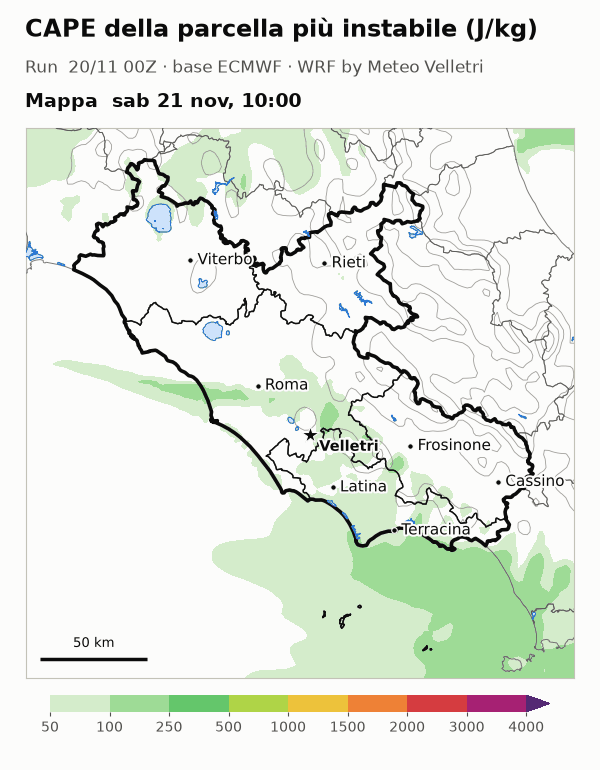 CAPE della parcella più instabile (J/kg)
Run  20/11 00Z · base ECMWF · WRF by Meteo Velletri
Mappa  sab 21 nov, 10:00
Viterbo
Rieti
Roma
Velletri
Frosinone
Latina
Cassino
Terracina
50 km
50 100 250 500 1000 1500 2000 3000 4000